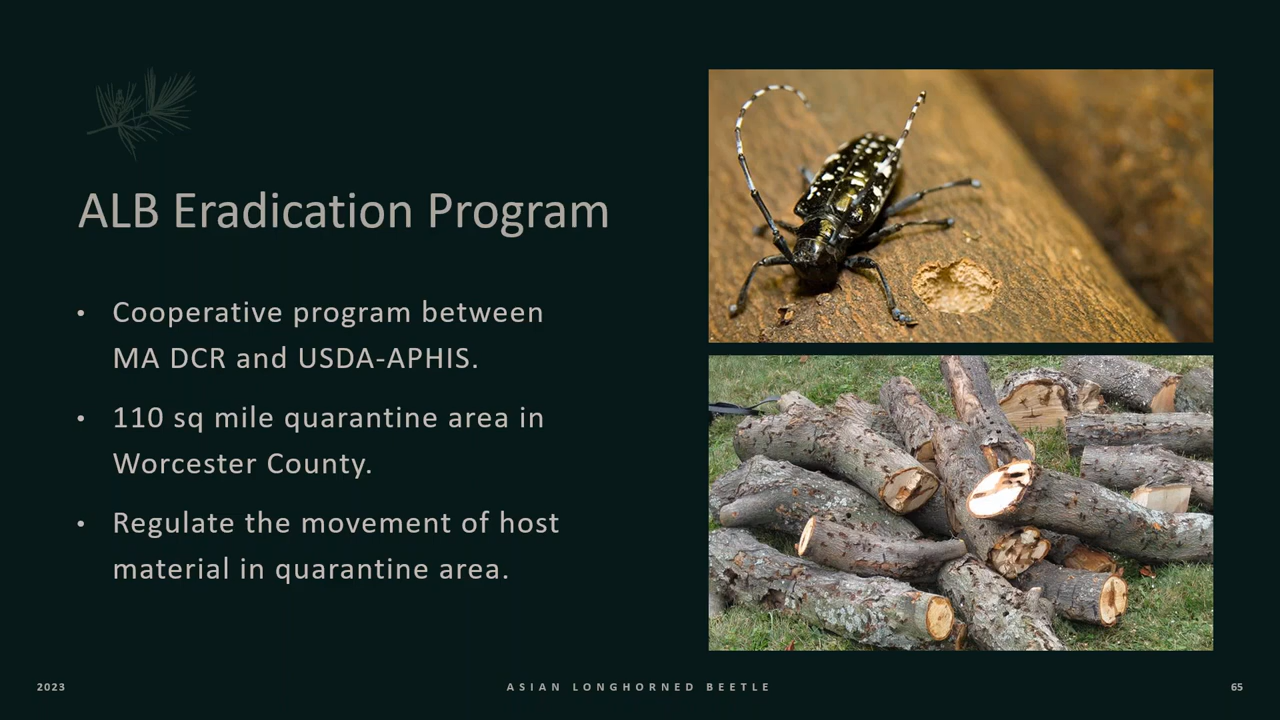 ALB Eradication Program
• Cooperative program between
MA DCR and USDA-APHIS.
• 110 sq mile quarantine area in
Worcester County.
• Regulate the movement of host
material in quarantine area.
2023
ASIAN LONGHORNED BEETLE
65